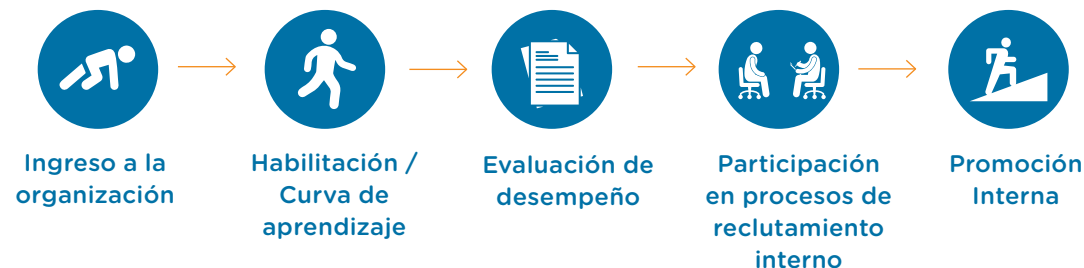 Ingreso a la
organización
Habilitación /
Curva de
aprendizaje
Evaluación de
desempeño
Participación
en procesos de
reclutamiento
interno
Promoción
Interna